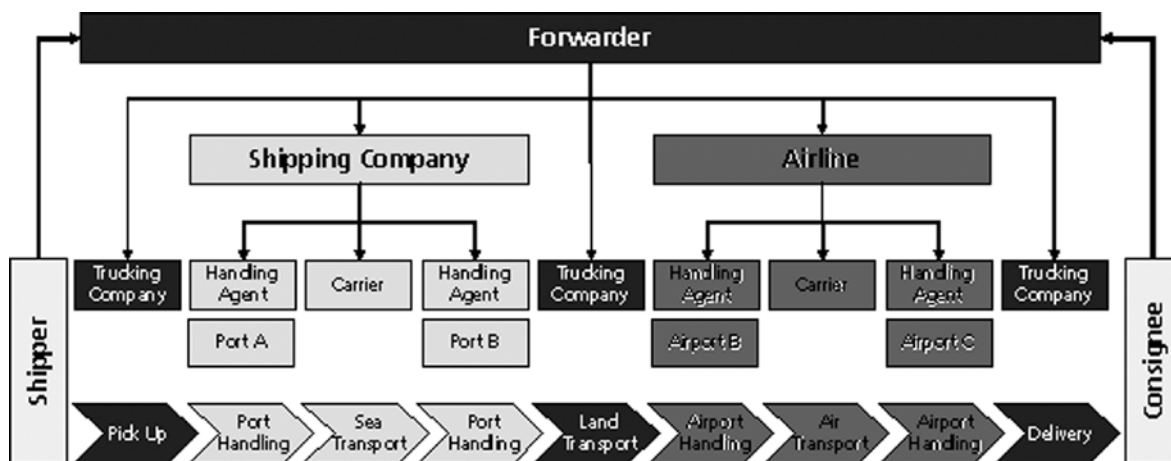 Forwarder
Shipping Company
Airline
Shipper
Trucking
Company
Handling
Agent
Carrier
Handling
Agent
Trucking
Company
Handling
Agent
Carrier
Handling
Agent
Trucking
Company
Consignee
Port A
Port B
Airport B
Airport C
Pick Up
Port
Handling
Sea
Transport
Port
Handling
Land
Transport
Airport
Handling
Air
Transport
Airport
Handling
Delivery